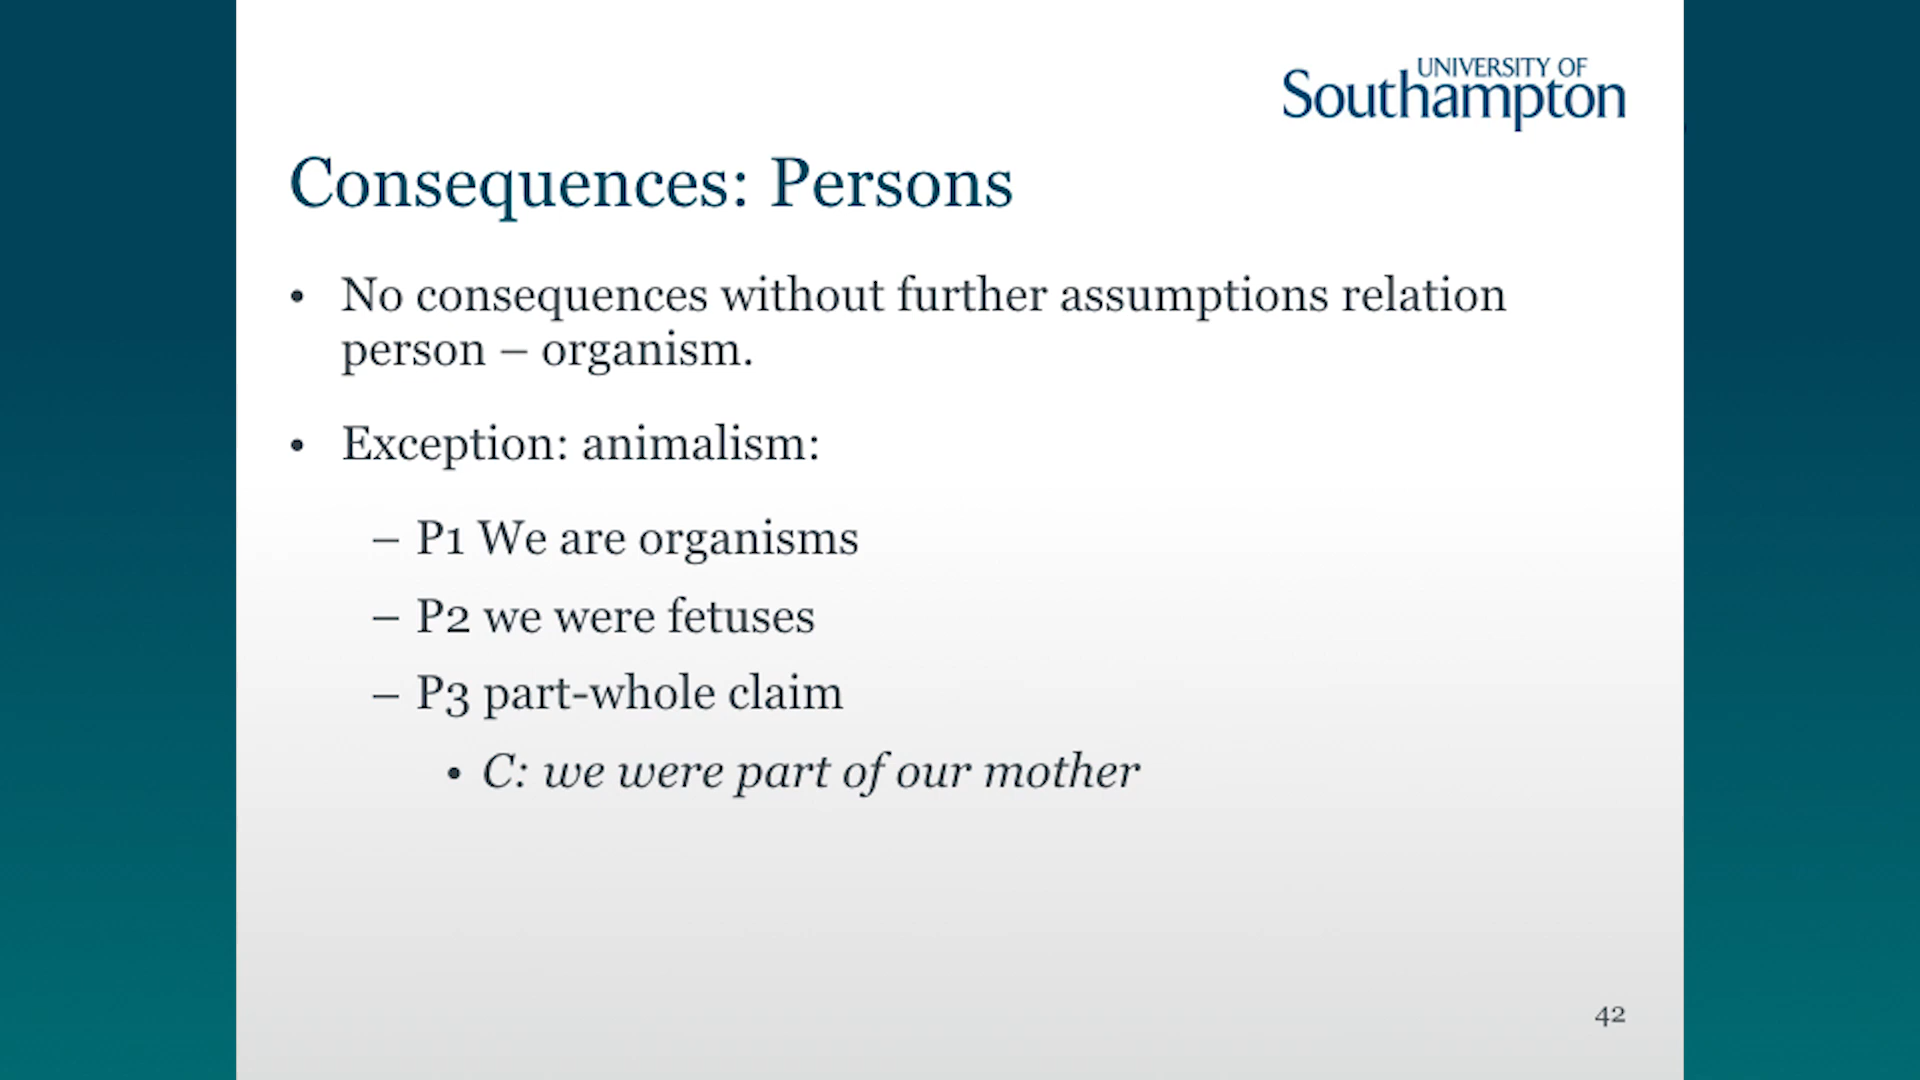 UNIVERSITY OF
Southampton
Consequences: Persons
• No consequences without further assumptions relation
person – organism.
• Exception: animalism:
– P1 We are organisms
– P2 we were fetuses
– P3 part-whole claim
• C: we were part of our mother
42